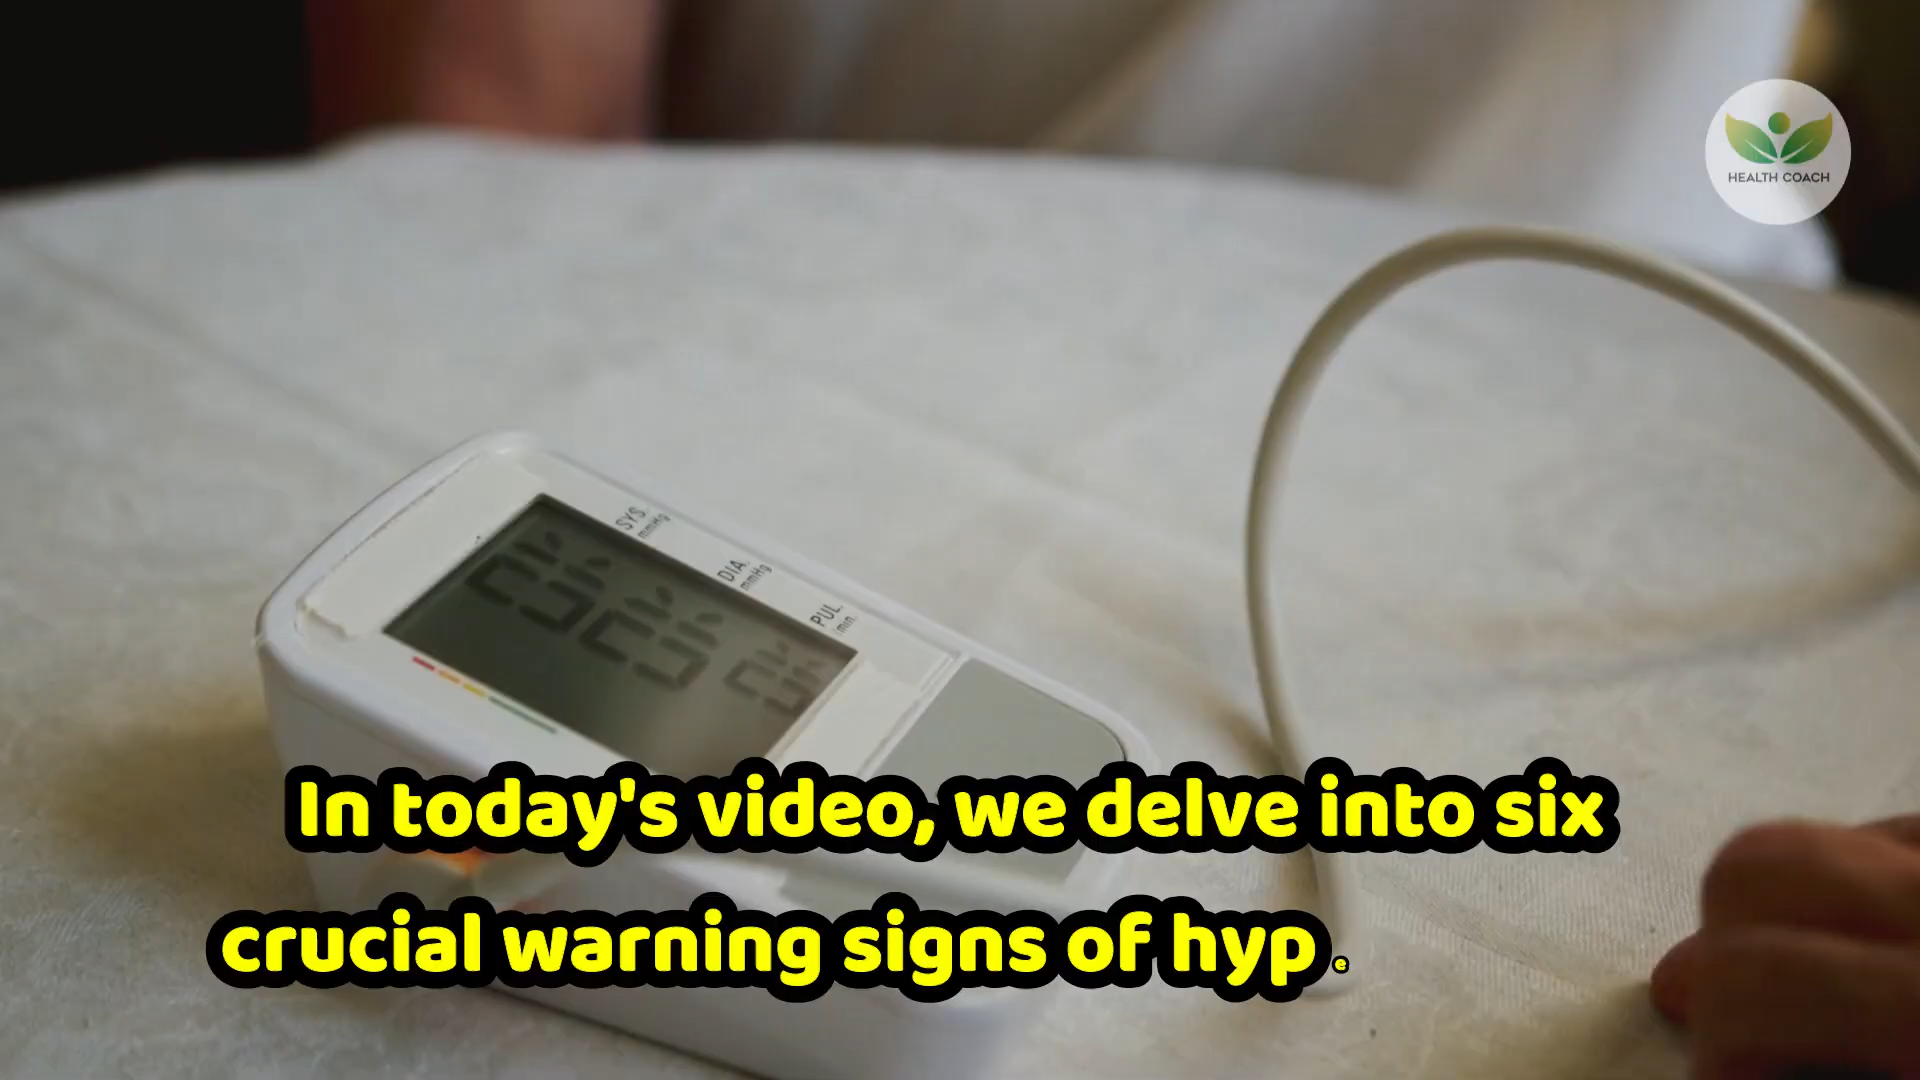 HEALTH COACH
SYS.
mmHg
DIA.
mmHg
PUL.
/min.
In today's video, we delve into six
crucial warning signs of hype